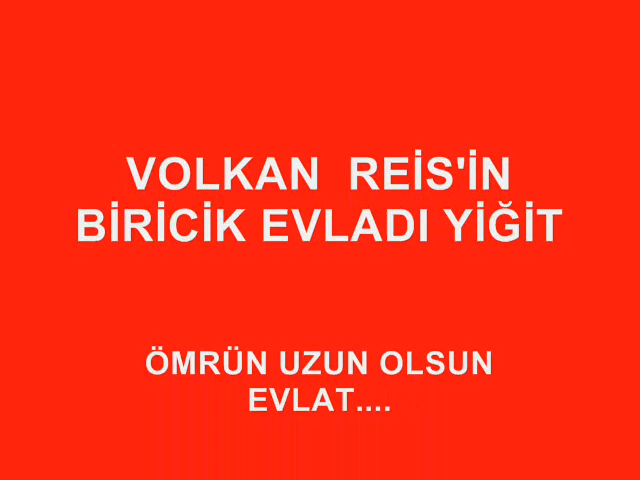 VOLKAN  REİS'İN
BİRİCİK EVLADI YİĞİT
ÖMRÜN UZUN OLSUN
EVLAT....